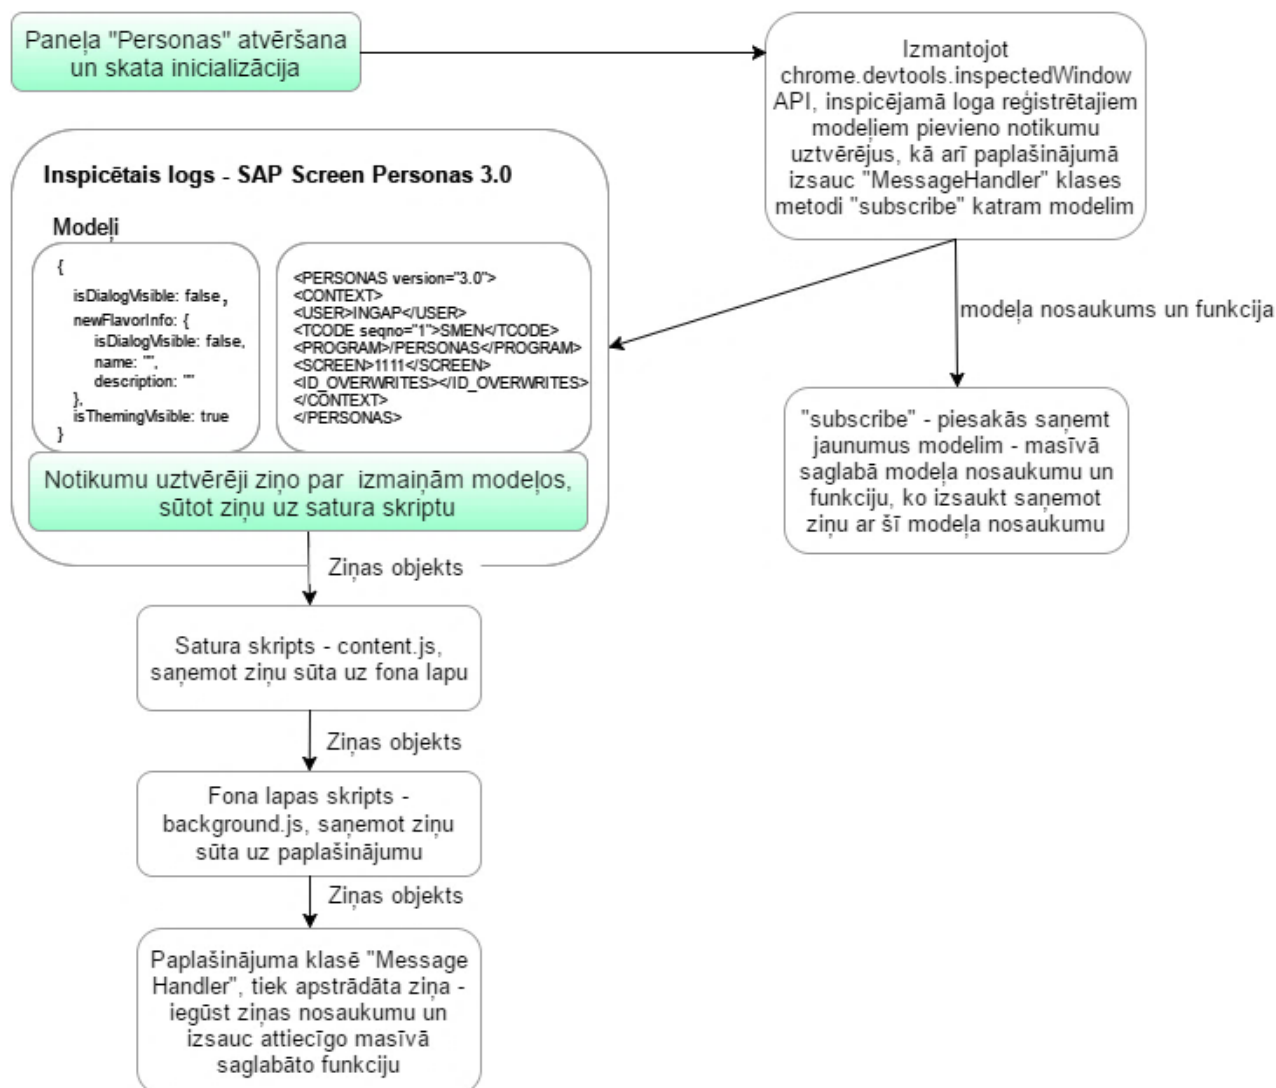 Paneļa "Personas" atvēršana
un skata inicializācija
Izmantojot
chrome.devtools.inspectedWindow
API, inspicējamā loga reģistrētajiem
modeļiem pievieno notikumu
uztvērējus, kā arī paplašinājumā
izsauc "MessageHandler" klases
metodi "subscribe" katram modelim
Inspicētais logs - SAP Screen Personas 3.0
Modeļi
{
isDialogVisible: false,
newFlavorInfo: {
isDialogVisible: false,
name: "",
description: ""
},
isThemingVisible: true
}
<PERSONAS version="3.0">
<CONTEXT>
<USER>INGAP</USER>
<TCODE seqno="1">SMEN</TCODE>
<PROGRAM>/PERSONAS</PROGRAM>
<SCREEN>1111</SCREEN>
<ID_OVERWRITES></ID_OVERWRITES>
</CONTEXT>
</PERSONAS>
Notikumu uztvērēji ziņo par izmaiņām modeļos,
sūtot ziņu uz satura skriptu
modeļa nosaukums un funkcija
"subscribe" - piesakās saņemt
jaunumus modelim - masīvā
saglabā modeļa nosaukumu un
funkciju, ko izsaukt saņemot
ziņu ar šī modeļa nosaukumu
Ziņas objekts
Satura skripts - content.js,
saņemot ziņu sūta uz fona lapu
Ziņas objekts
Fona lapas skripts -
background.js, saņemot ziņu
sūta uz paplašinājumu
Ziņas objekts
Paplašinājuma klasē "Message
Handler", tiek apstrādāta ziņa -
iegūst ziņas nosaukumu un
izsauc attiecīgo masīvā
saglabāto funkciju